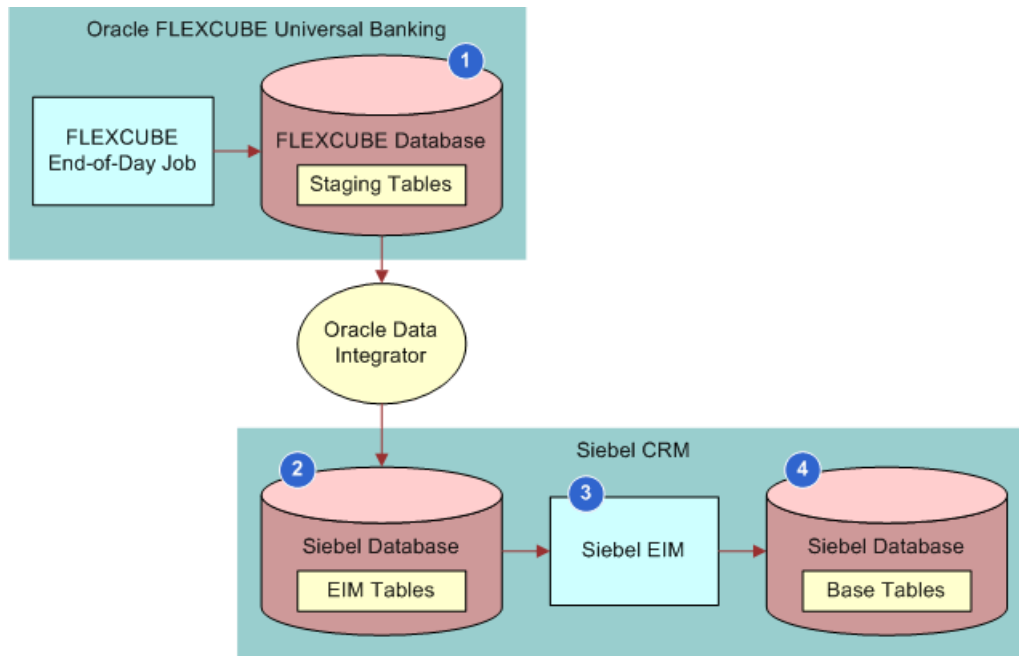 Oracle FLEXCUBE Universal Banking
1
FLEXCUBE
End-of-Day Job
FLEXCUBE Database
Staging Tables
Oracle Data
Integrator
Siebel CRM
2
3
4
Siebel Database
EIM Tables
Siebel EIM
Siebel Database
Base Tables